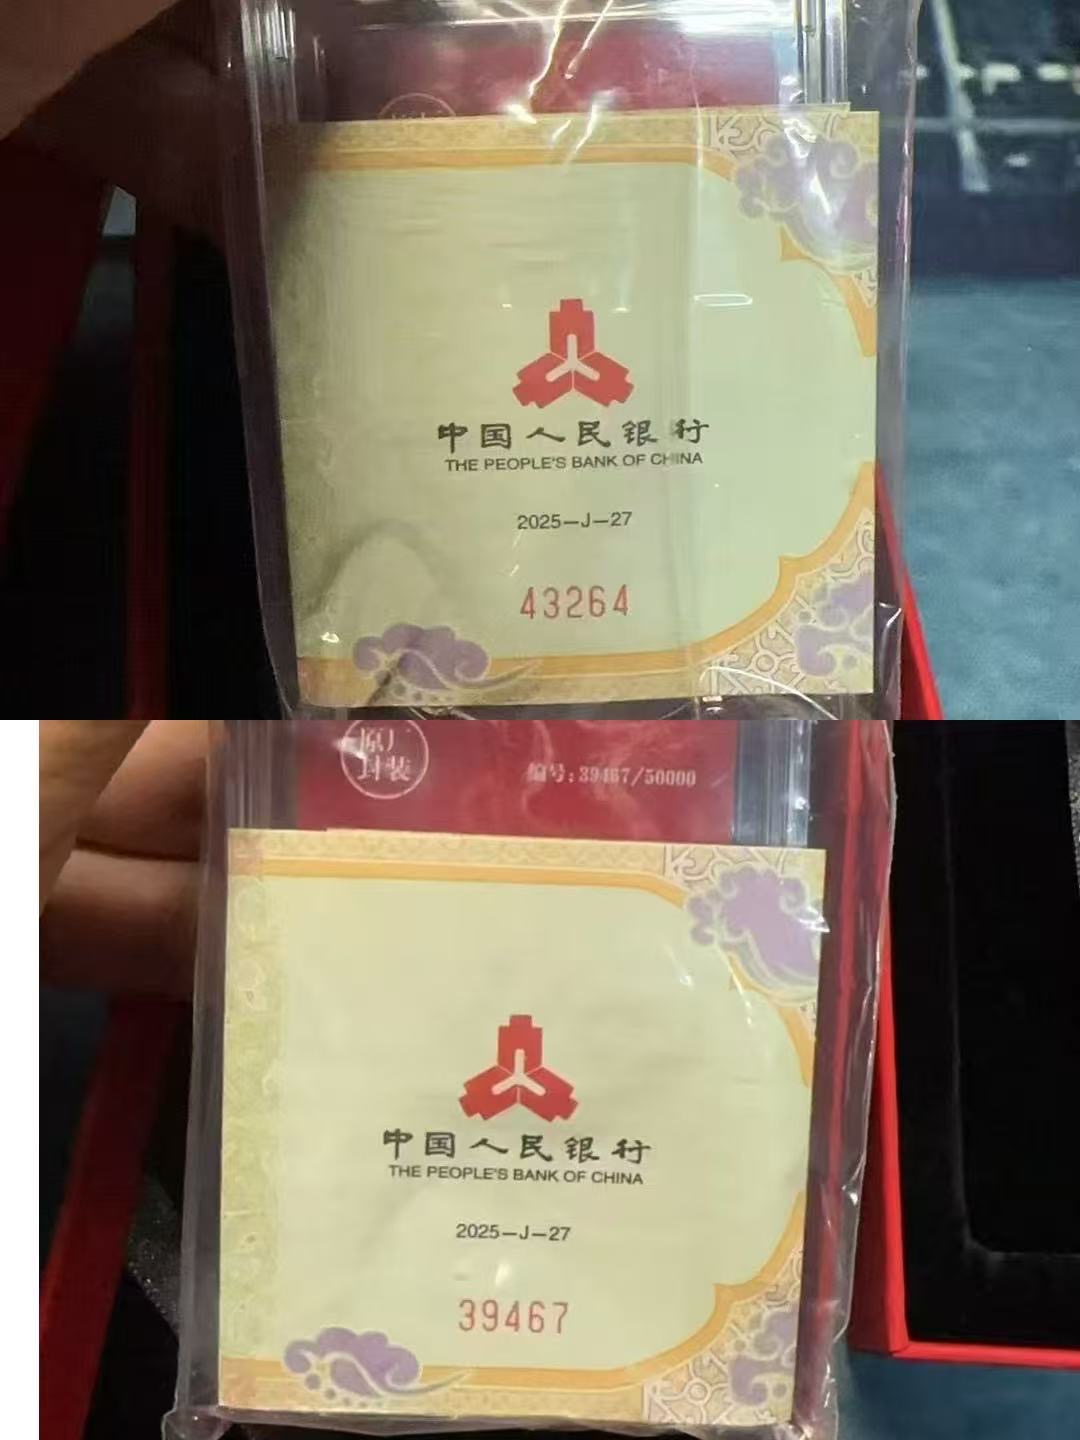 中国人民银行
THE PEOPLE'S BANK OF CHINA
2025-J-27
43264
原厂
封装
编号:39467/50000
中国人民银行
THE PEOPLE'S BANK OF CHINA
2025-J-27
39467